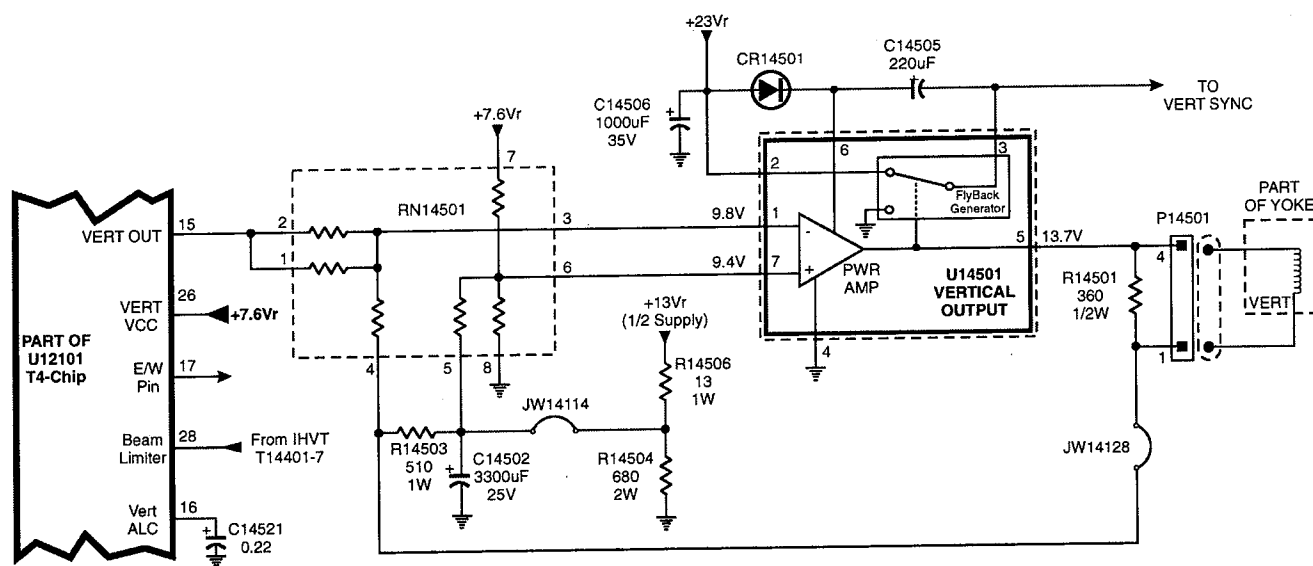 +23Vr
CR14501
C14505
220uF
+
TO
VERT SYNC
C14506
1000uF
35V
+
+7.6Vr
7
6
3
2
FlyBack
Generator
RN14501
PART
OF YOKE
P14501
15
VERT OUT
2
3
9.8V
1
-
5
13.7V
4
1
6
9.4V
7
+
PWR
AMP
U14501
VERTICAL
OUTPUT
R14501
360
1/2W
VERT
26
VERT
VCC
+7.6Vr
+13Vr
(1/2 Supply)
4
1
PART OF
U12101
T4-Chip
17
E/W
Pin
4
5
8
R14506
13
1W
JW14114
28
Beam
Limiter
From IHVT
T14401-7
R14503
510
1W
+
C14502
3300uF
25V
R14504
680
2W
JW14128
16
Vert
ALC
+
C14521
0.22